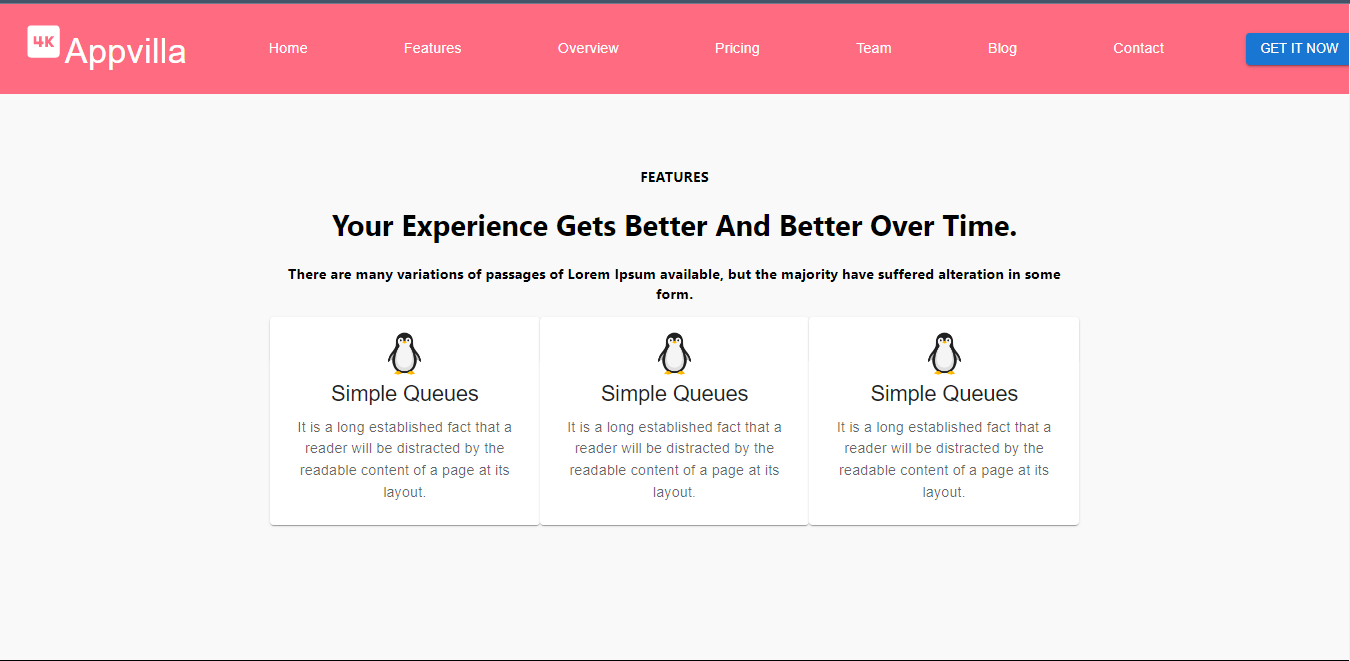 4K Appvilla Home Features Overview Pricing Team Blog Contact GET IT NOW
FEATURES
Your Experience Gets Better And Better Over Time.
There are many variations of passages of Lorem Ipsum available, but the majority have suffered alteration in some
form.
Simple Queues
It is a long established fact that a
reader will be distracted by the
readable content of a page at its
layout.
Simple Queues
It is a long established fact that a
reader will be distracted by the
readable content of a page at its
layout.
Simple Queues
It is a long established fact that a
reader will be distracted by the
readable content of a page at its
layout.